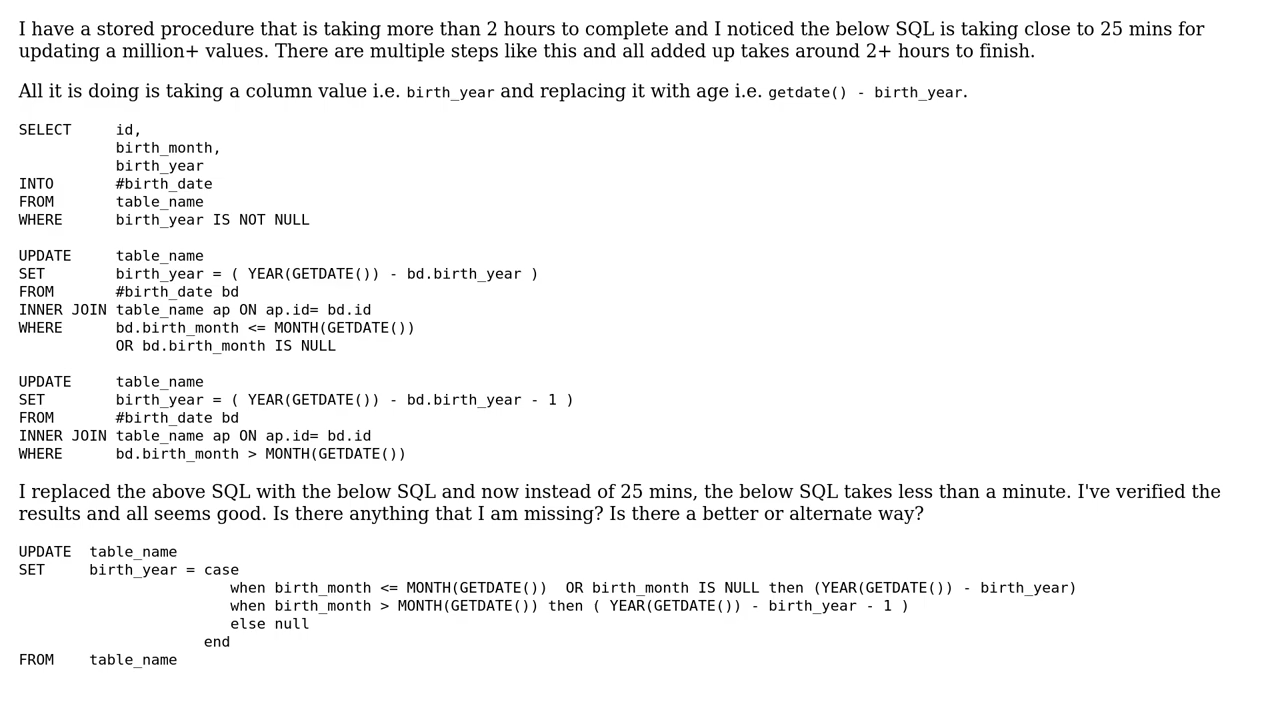 I have a stored procedure that is taking more than 2 hours to complete and I noticed the below SQL is taking close to 25 mins for
updating a million+ values. There are multiple steps like this and all added up takes around 2+ hours to finish.
All it is doing is taking a column value i.e. birth_year and replacing it with age i.e. getdate() - birth_year.
SELECT     id,
           birth_month,
           birth_year
INTO       #birth_date
FROM       table_name
WHERE      birth_year IS NOT NULL
UPDATE     table_name
SET        birth_year = ( YEAR(GETDATE()) - bd.birth_year )
FROM       #birth_date bd
INNER JOIN table_name ap ON ap.id= bd.id
WHERE      bd.birth_month <= MONTH(GETDATE())
           OR bd.birth_month IS NULL
UPDATE     table_name
SET        birth_year = ( YEAR(GETDATE()) - bd.birth_year - 1 )
FROM       #birth_date bd
INNER JOIN table_name ap ON ap.id= bd.id
WHERE      bd.birth_month > MONTH(GETDATE())
I replaced the above SQL with the below SQL and now instead of 25 mins, the below SQL takes less than a minute. I've verified the
results and all seems good. Is there anything that I am missing? Is there a better or alternate way?
UPDATE  table_name
SET     birth_year = case
                        when birth_month <= MONTH(GETDATE())  OR birth_month IS NULL then (YEAR(GETDATE()) - birth_year)
                        when birth_month > MONTH(GETDATE()) then ( YEAR(GETDATE()) - birth_year - 1 )
                        else null
                     end
FROM    table_name